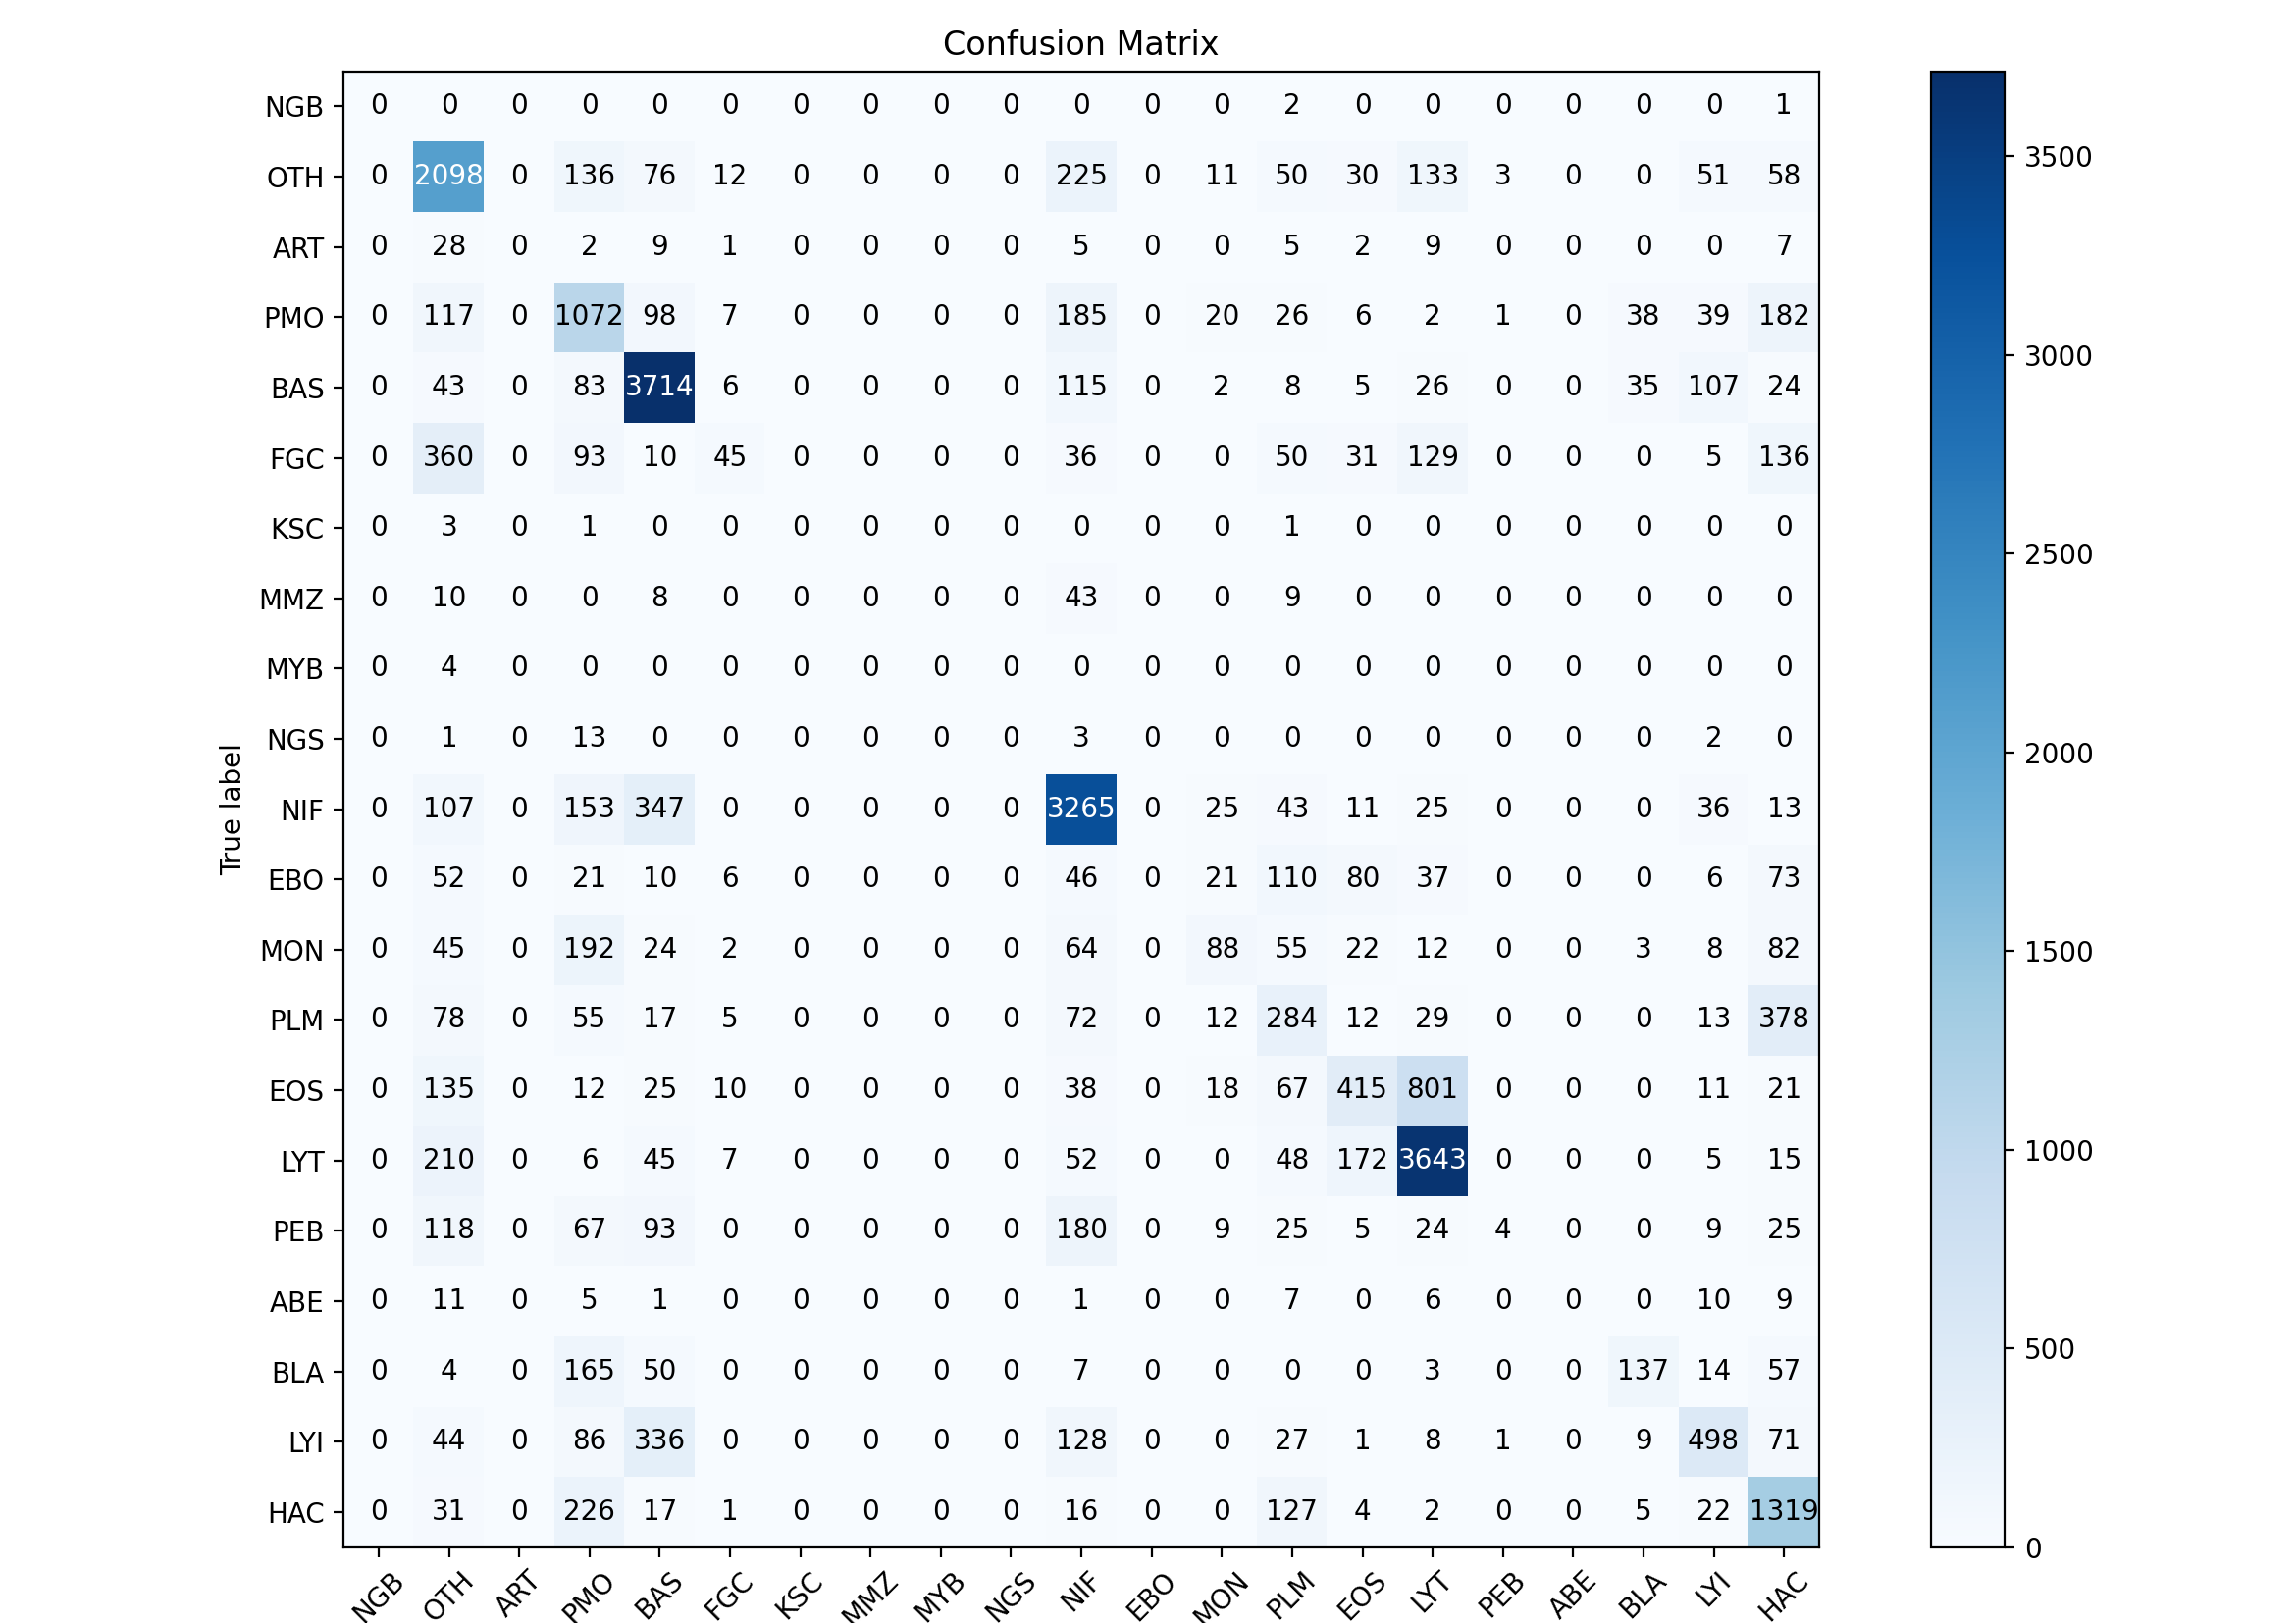 Confusion Matrix
NGB 0 0 0 0 0 0 0 0 0 0 0 0 0 2 0 0 0 0 0 0 1
OTH 0 2098 0 136 76 12 0 0 0 0 225 0 11 50 30 133 3 0 0 51 58
ART 0 28 0 2 9 1 0 0 0 0 5 0 0 5 2 9 0 0 0 0 7
PMO 0 117 0 1072 98 7 0 0 0 0 185 0 20 26 6 2 1 0 38 39 182
BAS 0 43 0 83 3714 6 0 0 0 0 115 0 2 8 5 26 0 0 35 107 24
FGC 0 360 0 93 10 45 0 0 0 0 36 0 0 50 31 129 0 0 0 5 136
KSC 0 3 0 1 0 0 0 0 0 0 0 0 0 1 0 0 0 0 0 0 0
MMZ 0 10 0 0 8 0 0 0 0 0 43 0 0 9 0 0 0 0 0 0 0
MYB 0 4 0 0 0 0 0 0 0 0 0 0 0 0 0 0 0 0 0 0 0
NGS 0 1 0 13 0 0 0 0 0 0 3 0 0 0 0 0 0 0 0 2 0
NIF 0 107 0 153 347 0 0 0 0 0 3265 0 25 43 11 25 0 0 0 36 13
EBO 0 52 0 21 10 6 0 0 0 0 46 0 21 110 80 37 0 0 0 6 73
MON 0 45 0 192 24 2 0 0 0 0 64 0 88 55 22 12 0 0 3 8 82
PLM 0 78 0 55 17 5 0 0 0 0 72 0 12 284 12 29 0 0 0 13 378
EOS 0 135 0 12 25 10 0 0 0 0 38 0 18 67 415 801 0 0 0 11 21
LYT 0 210 0 6 45 7 0 0 0 0 52 0 0 48 172 3643 0 0 0 5 15
PEB 0 118 0 67 93 0 0 0 0 0 180 0 9 25 5 24 4 0 0 9 25
ABE 0 11 0 5 1 0 0 0 0 0 1 0 0 7 0 6 0 0 0 10 9
BLA 0 4 0 165 50 0 0 0 0 0 7 0 0 0 0 3 0 0 137 14 57
LYI 0 44 0 86 336 0 0 0 0 0 128 0 0 27 1 8 1 0 9 498 71
HAC 0 31 0 226 17 1 0 0 0 0 16 0 0 127 4 2 0 0 5 22 1319
NGB OTH ART PMO BAS FGC KSC MMZ MYB NGS NIF EBO MON PLM EOS LYT PEB ABE BLA LYI HAC
True label
3500
3000
2500
2000
1500
1000
500
0